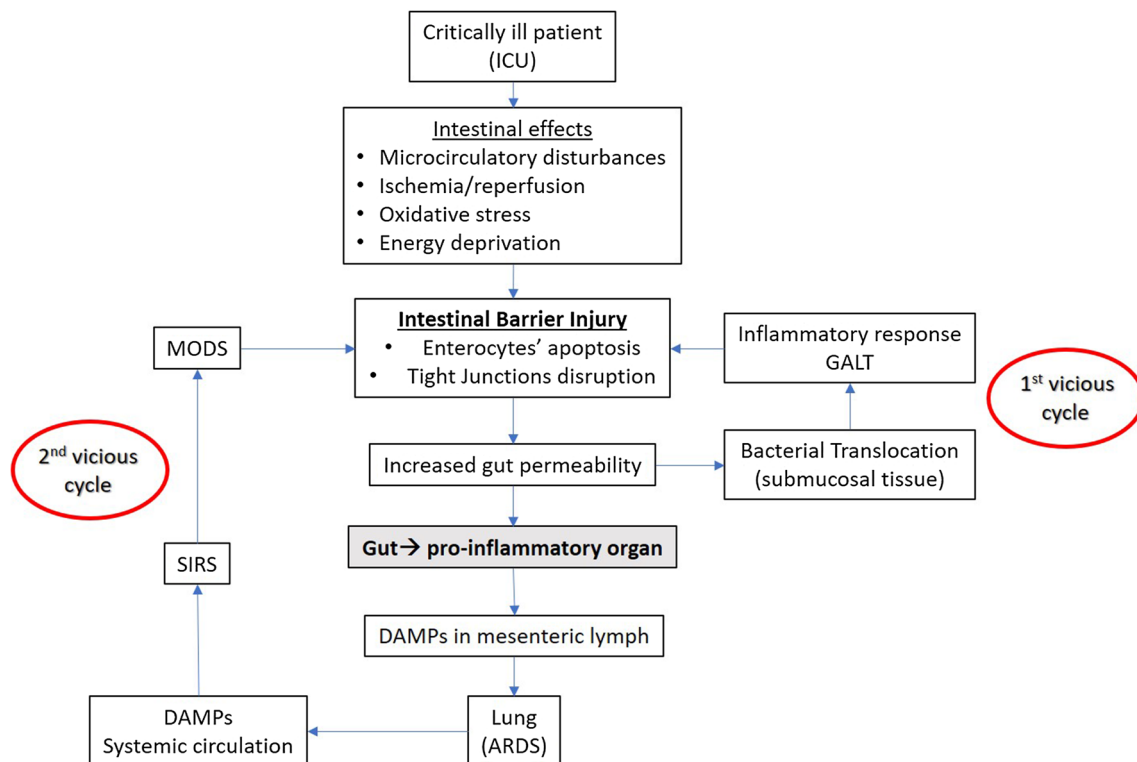 Critically ill patient
(ICU)
Intestinal effects
• Microcirculatory disturbances
• Ischemia/reperfusion
• Oxidative stress
• Energy deprivation
Intestinal Barrier Injury
• Enterocytes’ apoptosis
• Tight Junctions disruption
MODS
Inflammatory response
GALT
1st vicious
cycle
2nd vicious
cycle
Increased gut permeability
Bacterial Translocation
(submucosal tissue)
Gut→ pro-inflammatory organ
SIRS
DAMPs in mesenteric lymph
DAMPs
Systemic circulation
Lung
(ARDS)